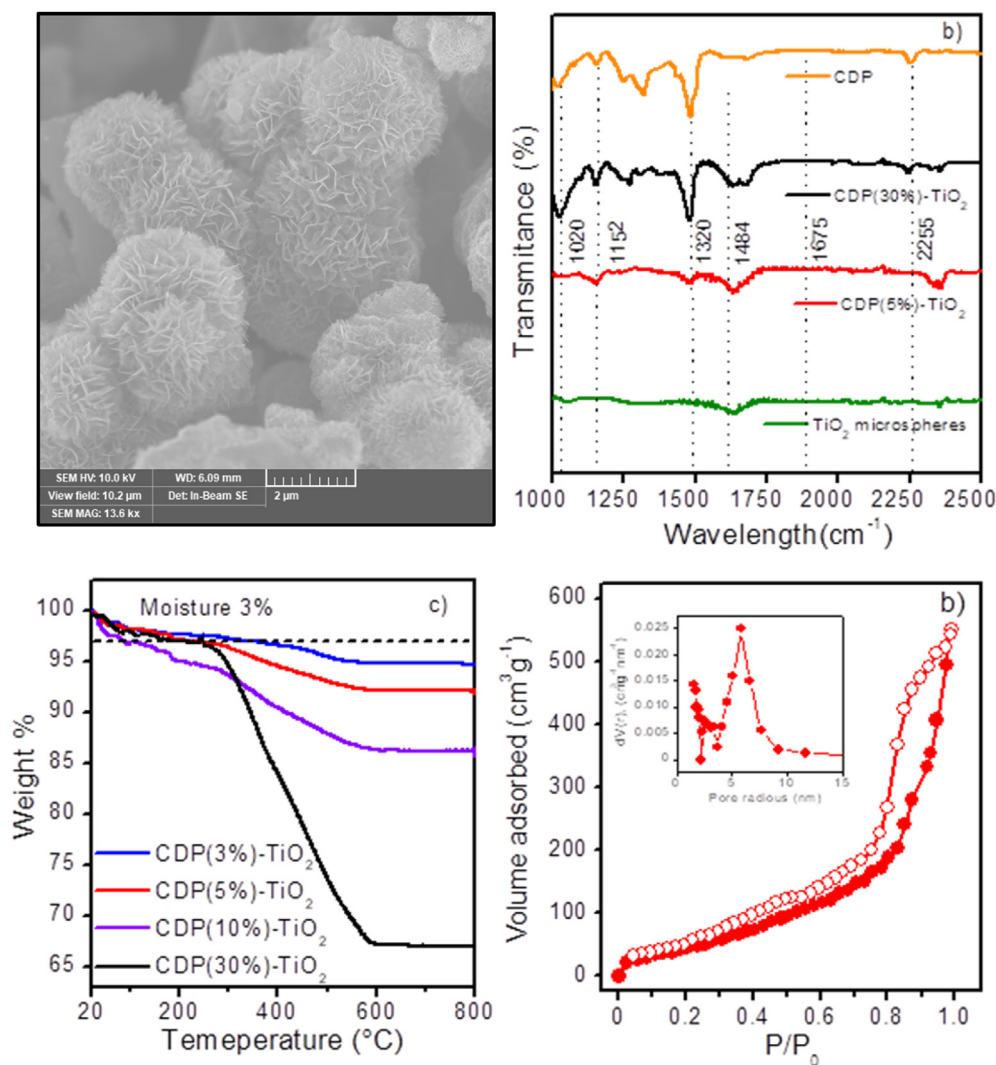 SEM HV: 10.0 kV
WD: 6.09 mm
View field: 10.2 µm
Det: In-Beam SE
2 µm
SEM MAG: 13.6 kx
b)
CDP
CDP(30%)-TiO₂
1020
1152
1320
1484
1675
2255
CDP(5%)-TiO₂
TiO₂ microspheres
Transmitance (%)
1000 1250 1500 1750 2000 2250 2500
Wavelength(cm⁻¹)
c)
Moisture 3%
100
95
90
85
80
75
70
65
Weight %
CDP(3%)-TiO₂
CDP(5%)-TiO₂
CDP(10%)-TiO₂
CDP(30%)-TiO₂
20 200 400 600 800
Temeperature (°C)
b)
600
500
400
300
200
100
0
Volume adsorbed (cm³g⁻¹)
0.025
0.020
0.015
0.010
0.005
0
0 5 10 15
Pore radious (nm)
0 0.2 0.4 0.6 0.8 1.0
P/P₀